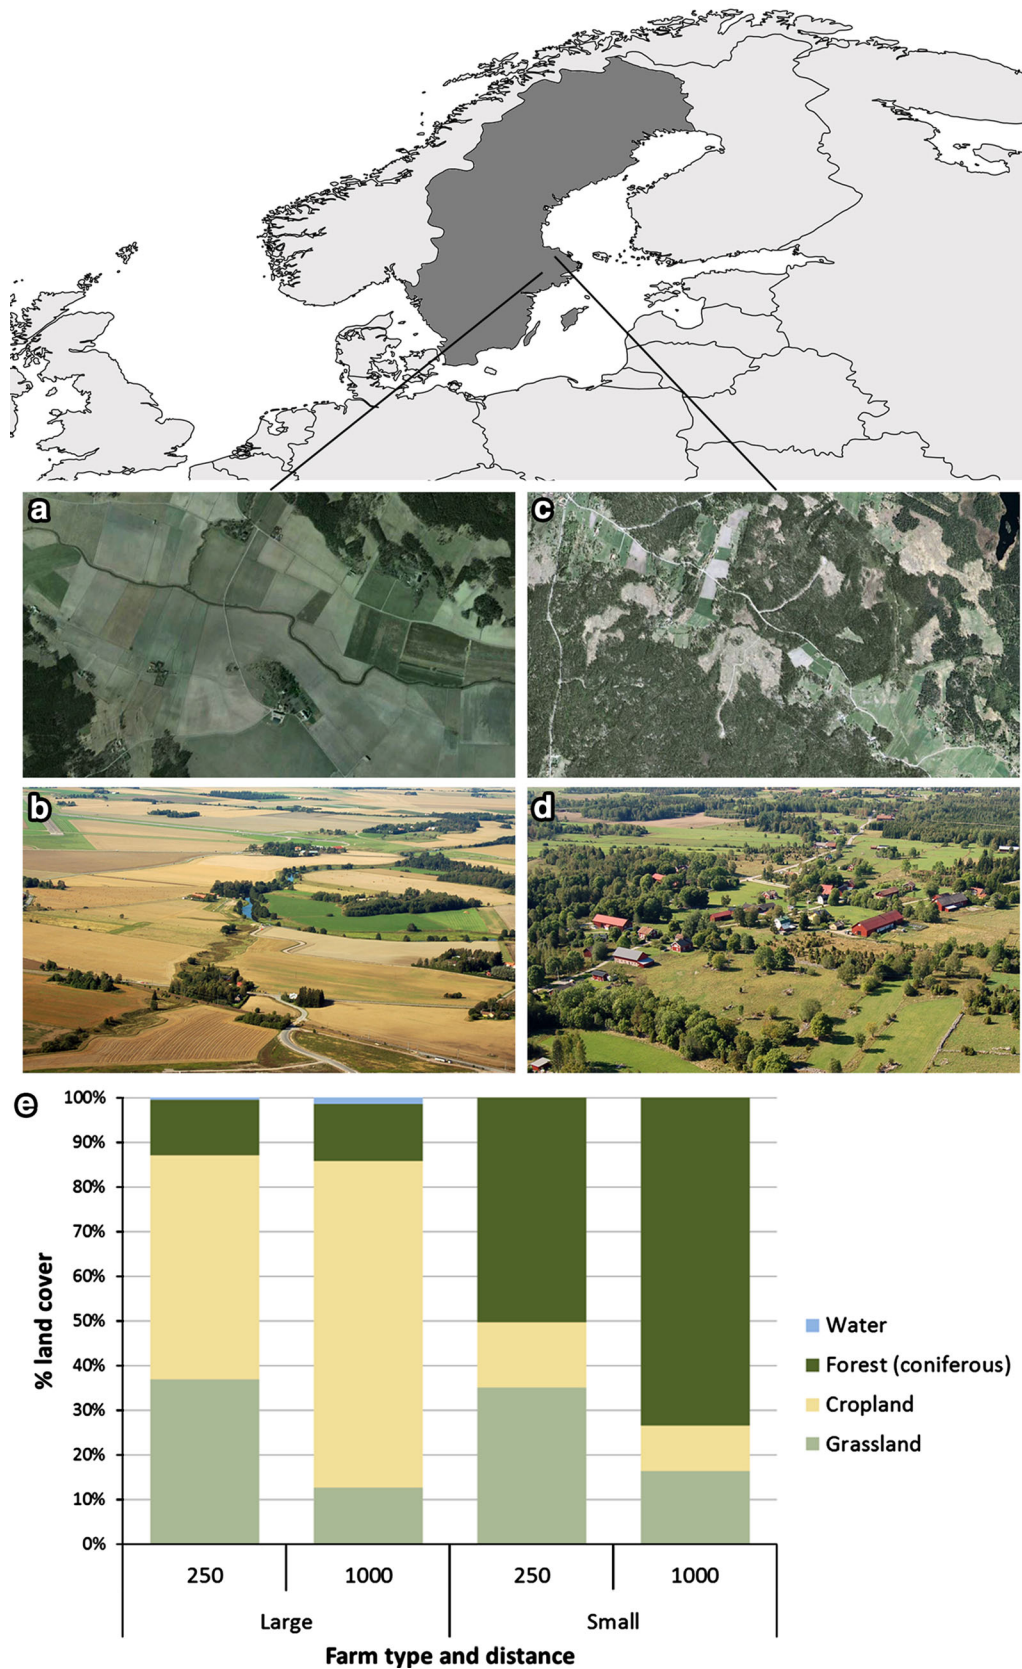 a
c
b
d
e
100%
90%
80%
70%
60%
50%
40%
30%
20%
10%
0%
% land cover
Water
Forest (coniferous)
Cropland
Grassland
250
1000
250
1000
Large
Small
Farm type and distance